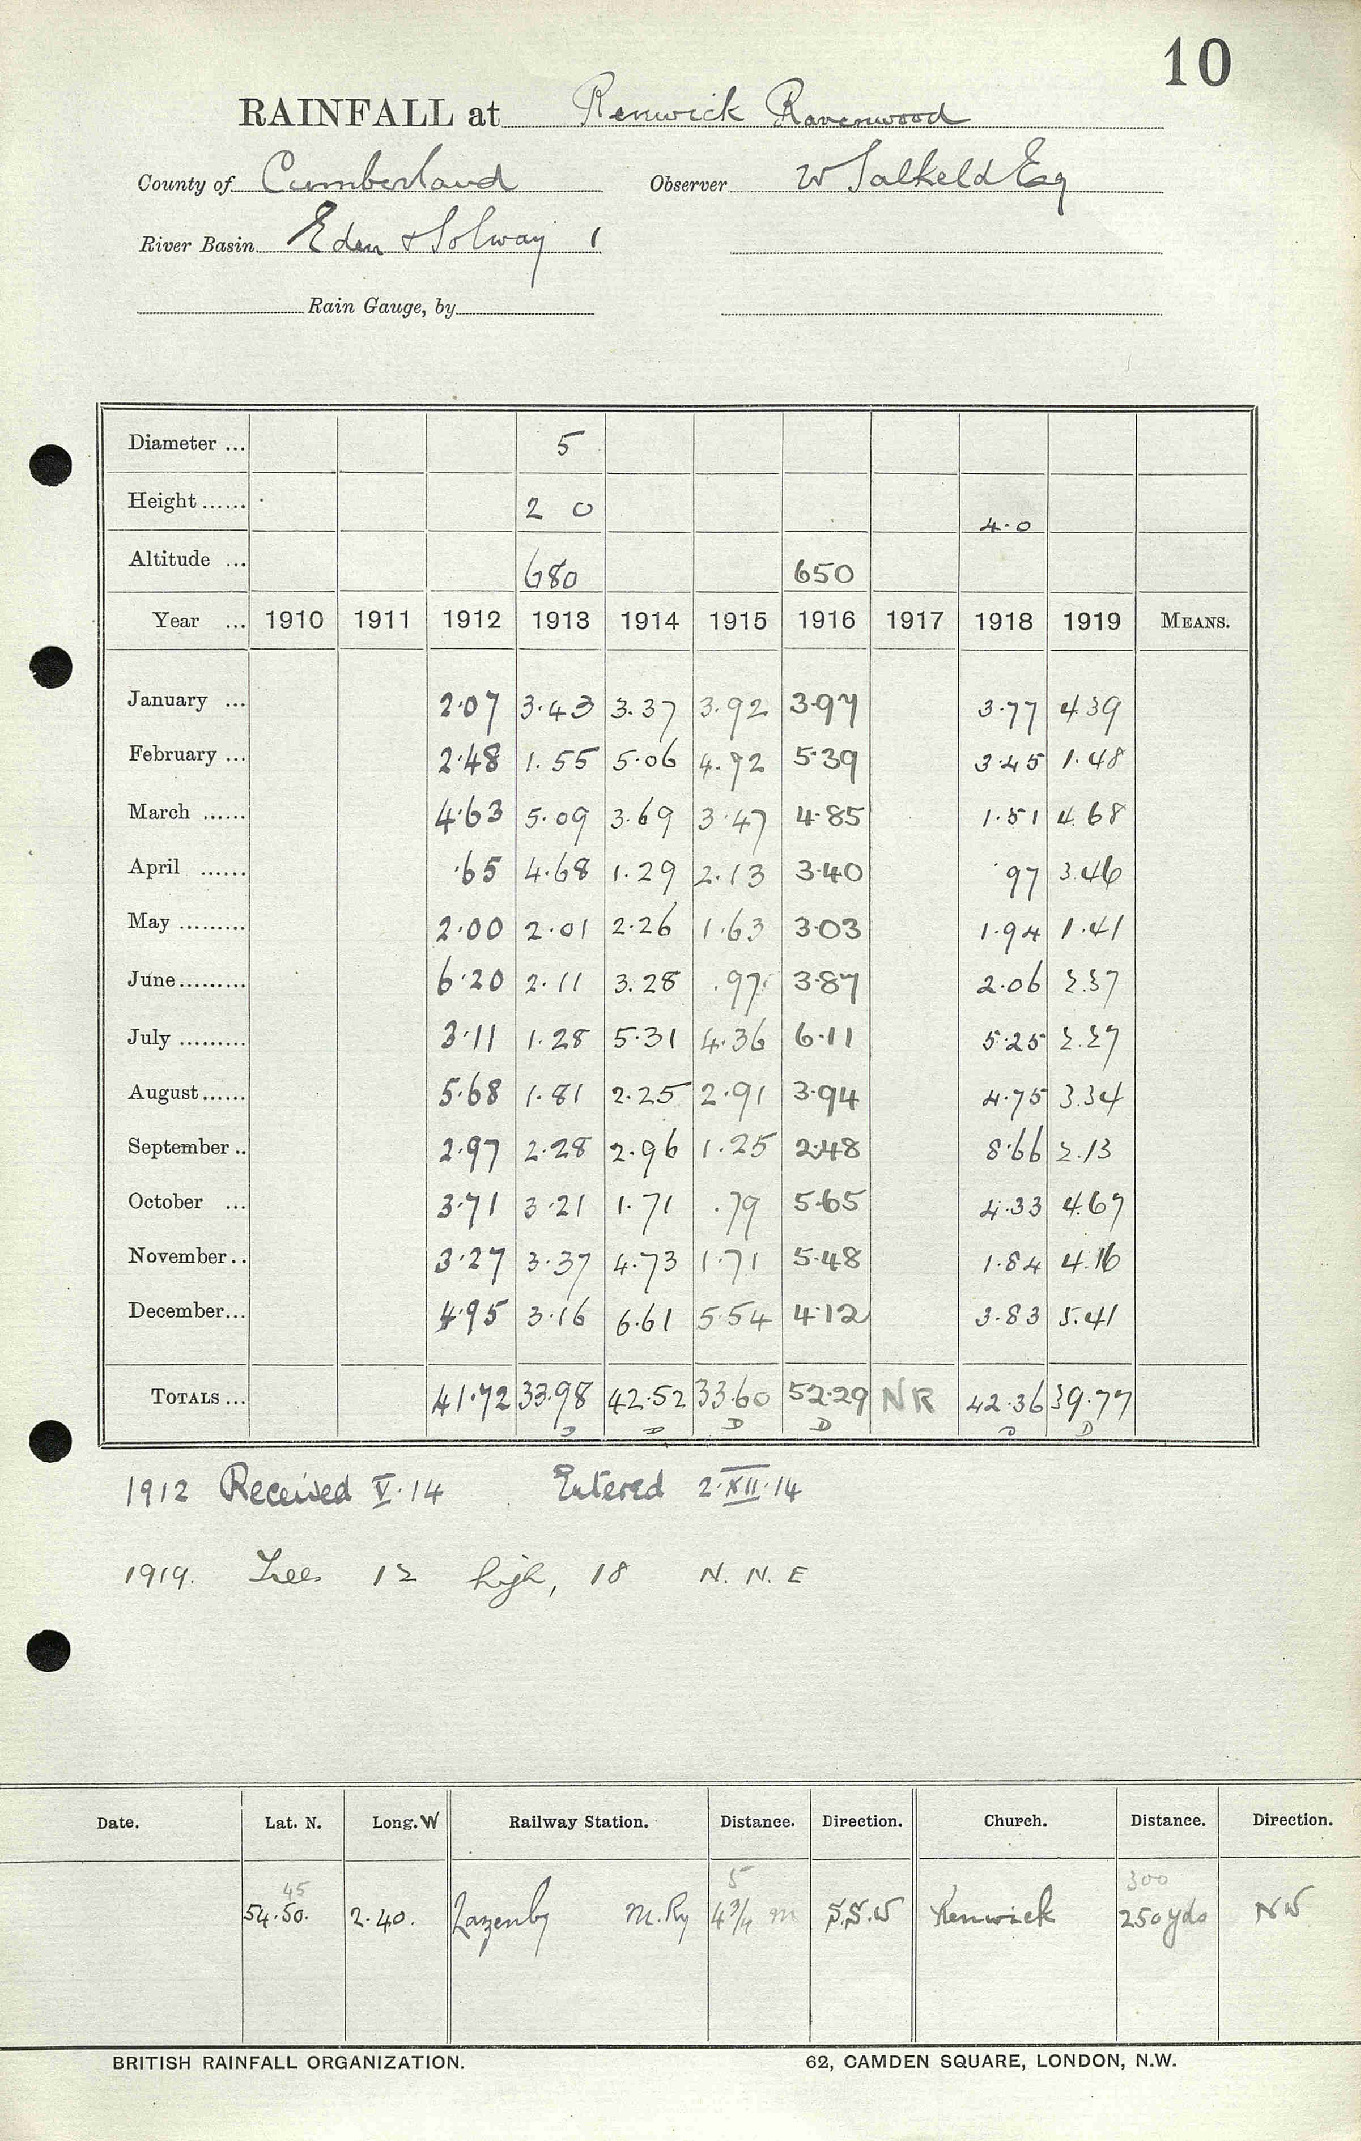 10
RAINFALL at Renwick Ravenwood
County of Cumberland Observer W Salkeld Esq
River Basin Eden & Solway 1
Rain Gauge, by
Diameter ... 5
Height ...... 2 0 4.0
Altitude ... 680 650
Year ... 1910 1911 1912 1913 1914 1915 1916 1917 1918 1919 MEANS.
January ... 2.07 3.43 3.37 3.92 3.97 3.77 4.39
February ... 2.48 1.55 5.06 4.92 5.39 3.45 1.48
March ...... 4.63 5.09 3.69 3.47 4.85 1.51 4.68
April ...... .65 4.68 1.29 2.13 3.40 .97 3.46
May ......... 2.00 2.01 2.26 1.63 3.03 1.94 1.41
June ......... 6.20 2.11 3.28 .97 3.87 2.06 2.37
July ......... 3.11 1.28 5.31 4.36 6.11 5.25 2.27
August ...... 5.68 1.81 2.25 2.91 3.94 4.75 3.34
September .. 2.97 2.28 2.96 1.25 2.48 8.66 2.13
October ... 3.71 3.21 1.71 .79 5.65 4.33 4.67
November .. 3.27 3.37 4.73 1.71 5.48 1.84 4.16
December ... 4.95 3.16 6.61 5.54 4.12 3.83 5.41
TOTALS ... 41.72 33.98 42.52 33.60 52.29 NR 42.36 39.77
D D D D D D
1912 Received V.14 Entered 2.XII.14
1919. Trees 12 high, 18 N. N. E
Date. Lat. N. Long. W Railway Station. Distance. Direction. Church. Distance. Direction.
45 5 300
54.50. 2.40. Lazenby M. Ry 4¾ m S.S.W Renwick 250 yds NW
BRITISH RAINFALL ORGANIZATION. 62, CAMDEN SQUARE, LONDON, N.W.